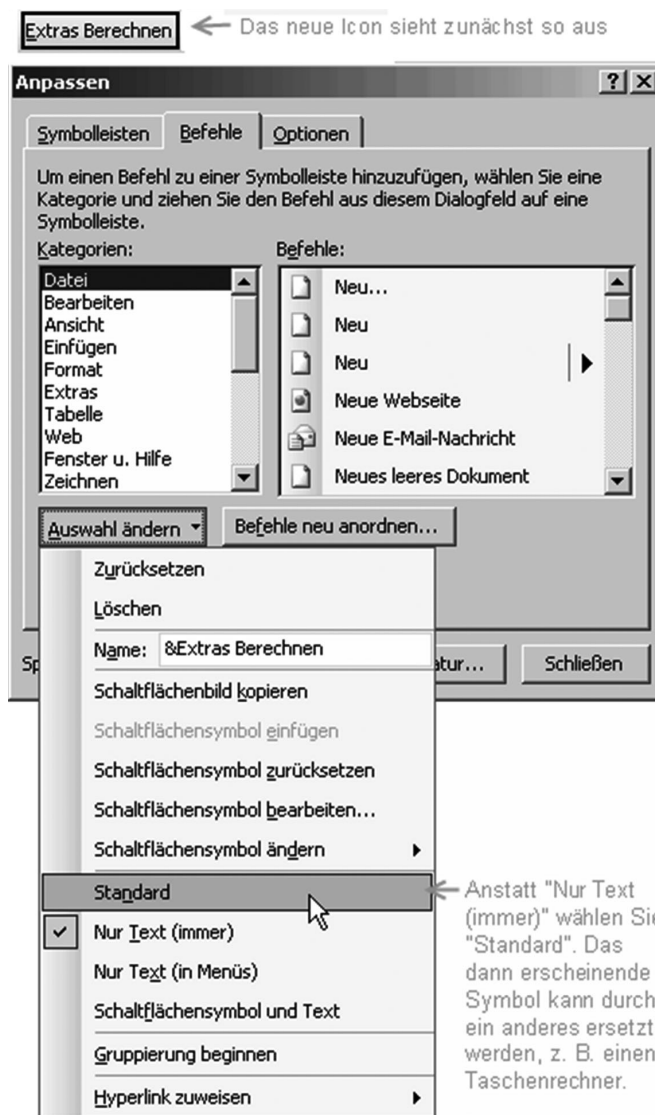 Extras Berechnen
Das neue Icon sieht zunächst so aus
Anpassen
Symbolleisten
Befehle
Optionen
Um einen Befehl zu einer Symbolleiste hinzuzufügen, wählen Sie eine
Kategorie und ziehen Sie den Befehl aus diesem Dialogfeld auf eine
Symbolleiste.
Kategorien:
Befehle:
Datei
Bearbeiten
Ansicht
Einfügen
Format
Extras
Tabelle
Web
Fenster u. Hilfe
Zeichnen
Neu...
Neu
Neu
Neue Webseite
Neue E-Mail-Nachricht
Neues leeres Dokument
Auswahl ändern
Befehle neu anordnen...
Sp
atur...
Schließen
Zurücksetzen
Löschen
Name: &Extras Berechnen
Schaltflächenbild kopieren
Schaltflächensymbol einfügen
Schaltflächensymbol zurücksetzen
Schaltflächensymbol bearbeiten...
Schaltflächensymbol ändern
Standard
Nur Text (immer)
Nur Text (in Menüs)
Schaltflächensymbol und Text
Gruppierung beginnen
Hyperlink zuweisen
Anstatt "Nur Text
(immer)" wählen Sie
"Standard". Das
dann erscheinende
Symbol kann durch
ein anderes ersetzt
werden, z. B. einen
Taschenrechner.